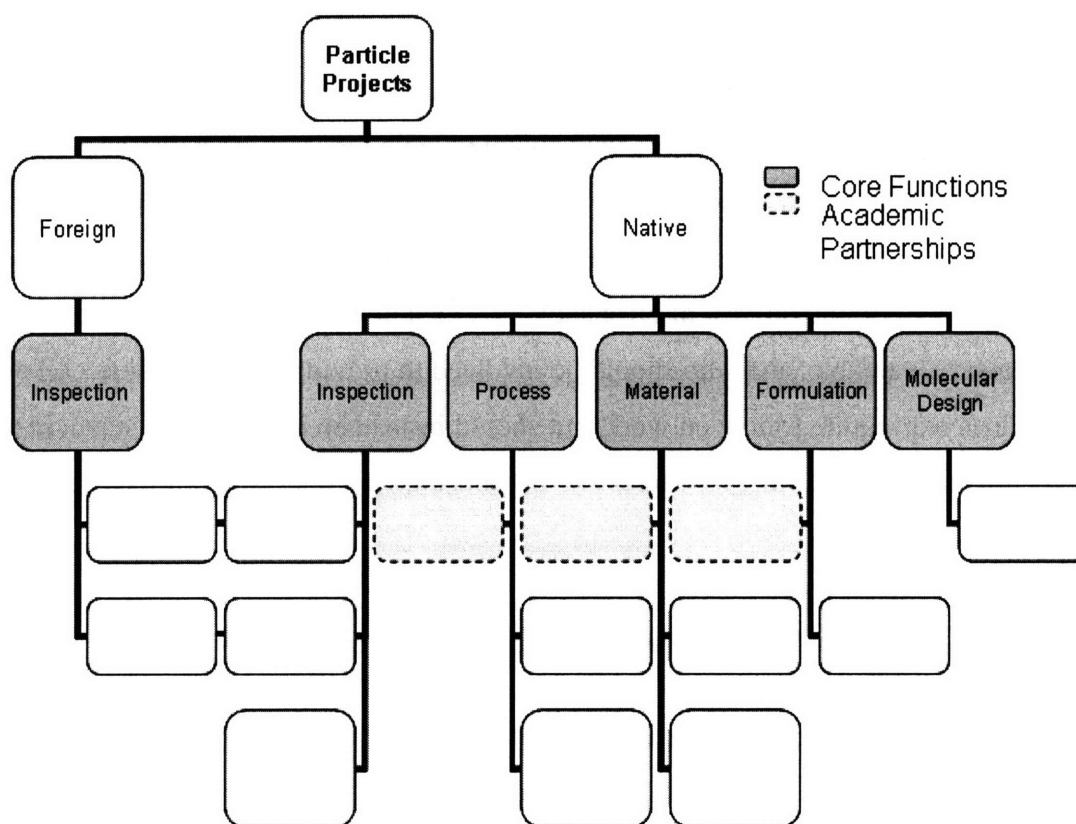 Particle
Projects
Foreign
Native
Core Functions
Academic
Partnerships
Inspection
Inspection
Process
Material
Formulation
Molecular
Design